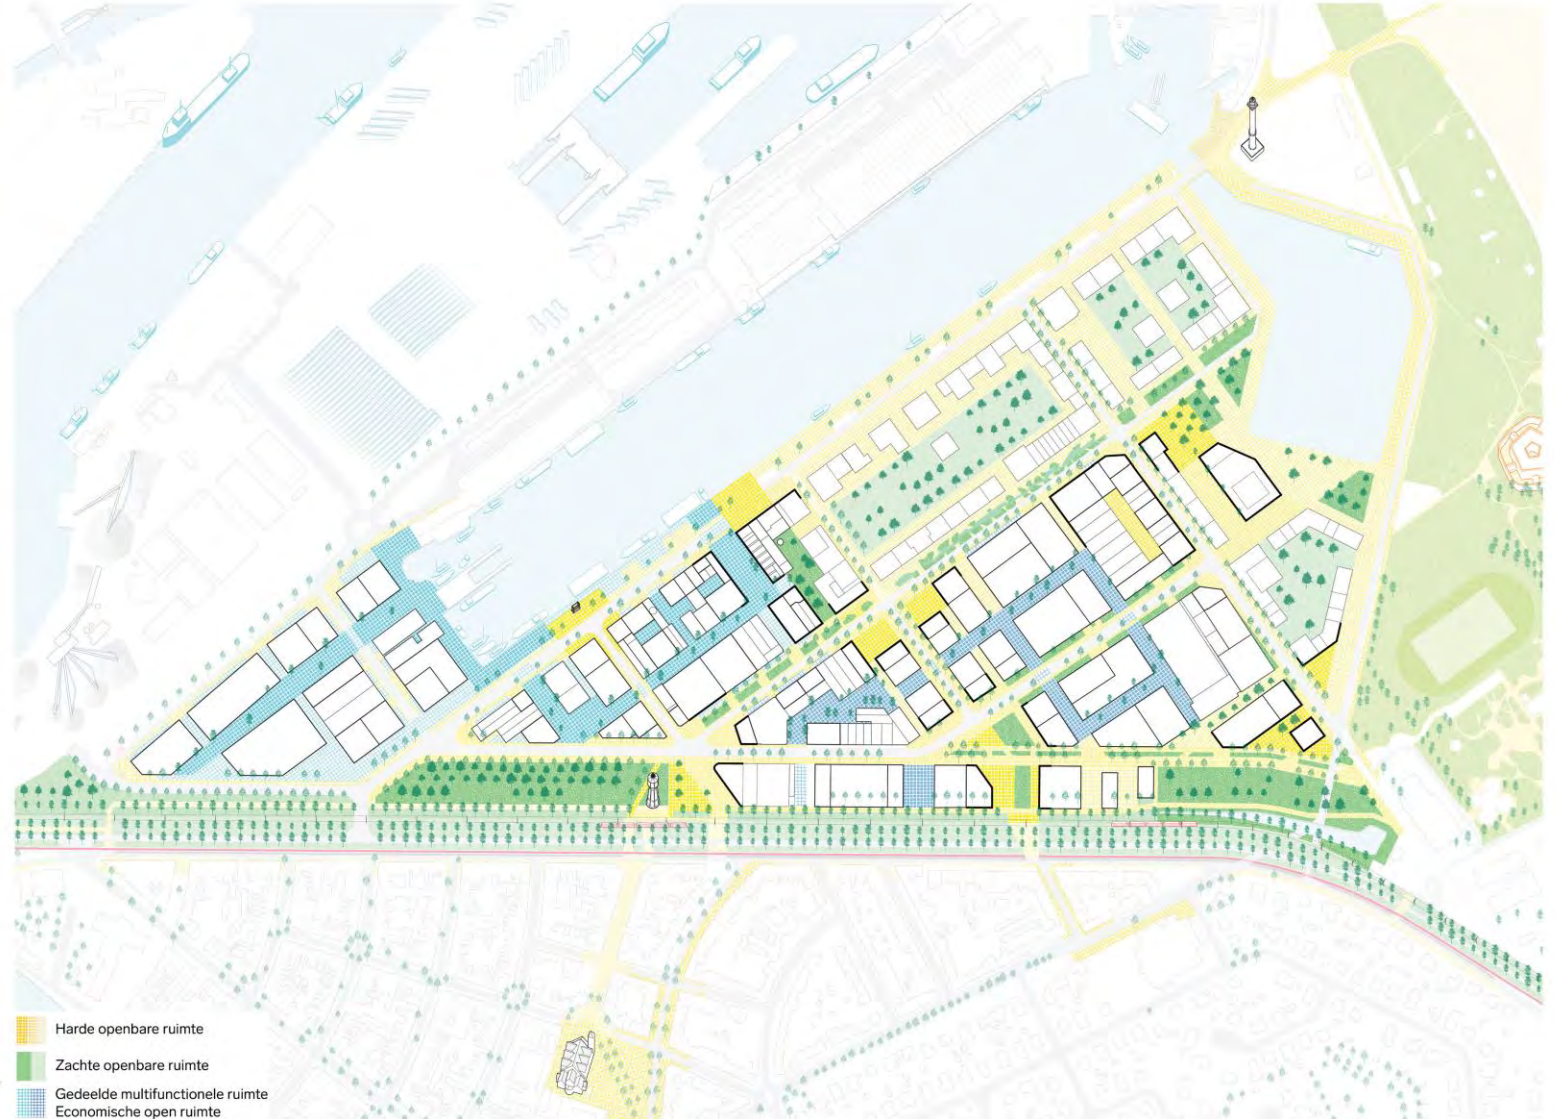 Harde openbare ruimte
Zachte openbare ruimte
Gedeelde multifunctionele ruimte
Economische open ruimte